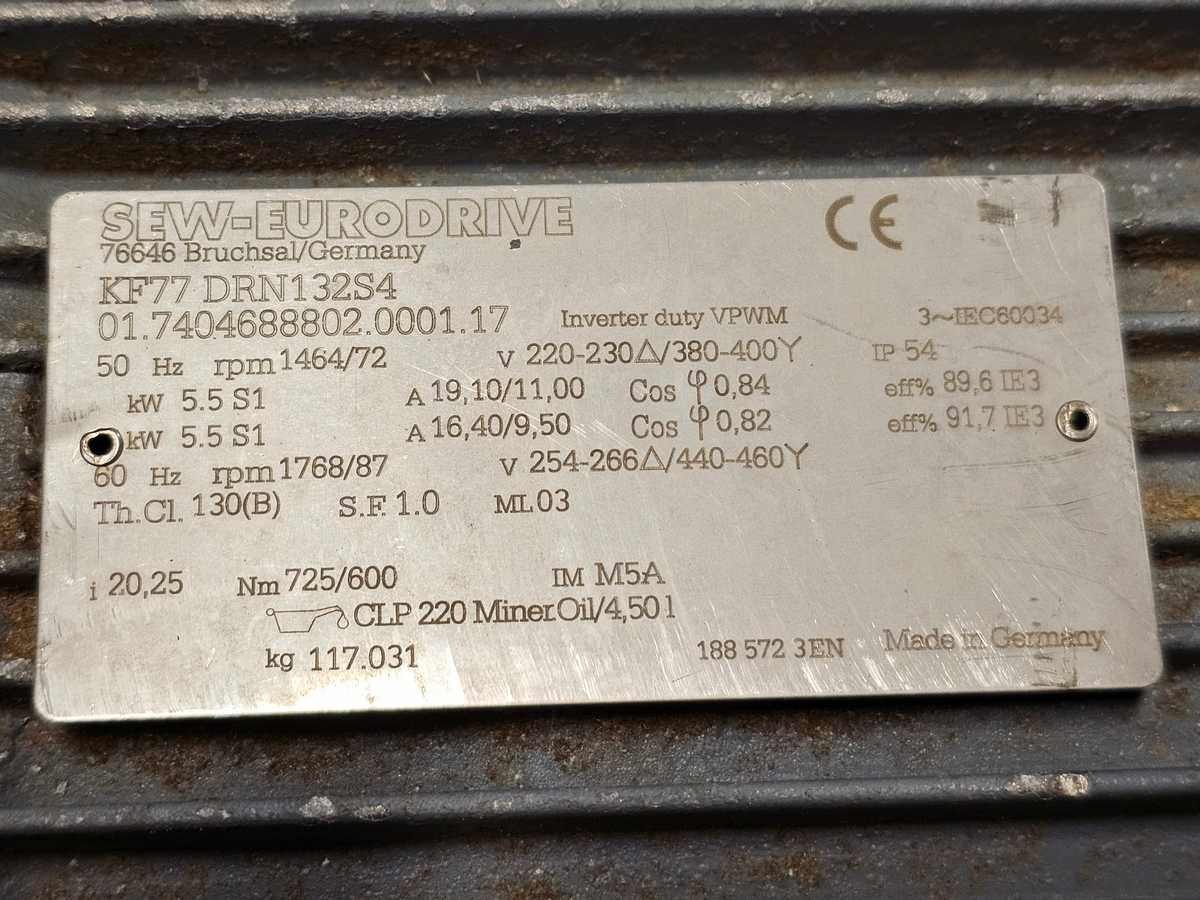 SEW-EURODRIVE CE
76646 Bruchsal/Germany
KF77 DRN132S4
01.7404688802.0001.17 Inverter duty VPWM 3~IEC60034
50 Hz rpm 1464/72 V 220-230△/380-400Y IP 54
kW 5.5 S1 A 19,10/11,00 Cos φ 0,84 eff% 89,6 IE3
kW 5.5 S1 A 16,40/9,50 Cos φ 0,82 eff% 91,7 IE3
60 Hz rpm 1768/87 V 254-266△/440-460Y
Th.Cl. 130(B) S.F. 1.0 ML 03
i 20,25 Nm 725/600 IM M5A
CLP 220 Miner.Oil/4,50 l
kg 117.031 188 572 3EN Made in Germany